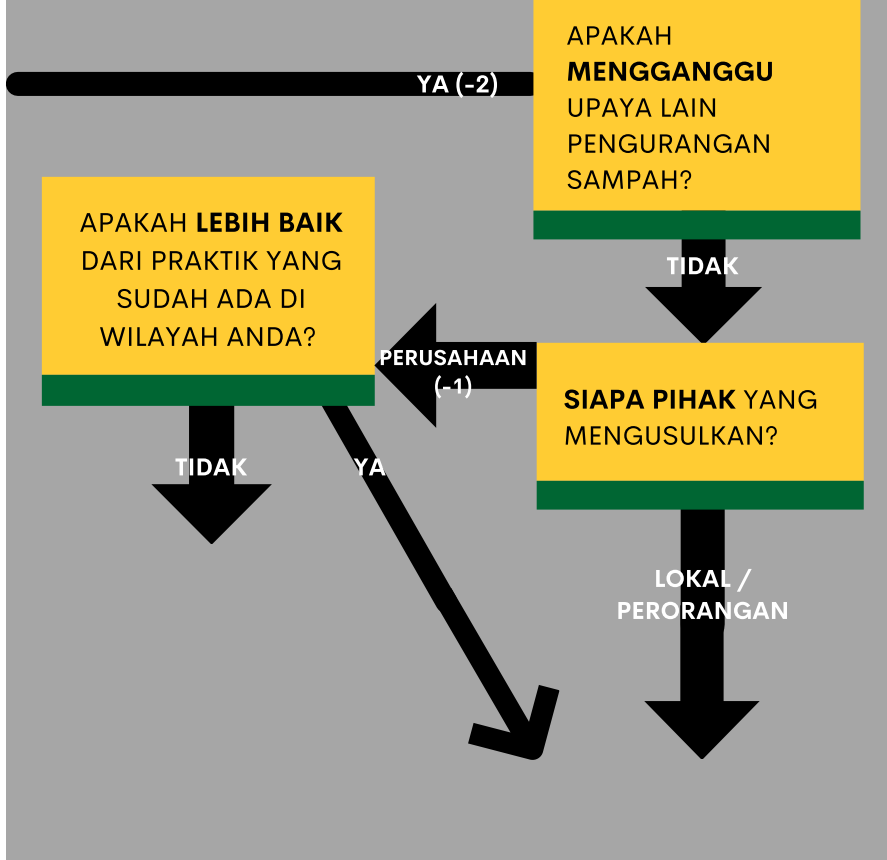 APAKAH
MENGGANGGU
UPAYA LAIN
PENGURANGAN
SAMPAH?
YA (-2)
TIDAK
SIAPA PIHAK YANG
MENGUSULKAN?
PERUSAHAAN
(-1)
APAKAH LEBIH BAIK
DARI PRAKTIK YANG
SUDAH ADA DI
WILAYAH ANDA?
TIDAK
YA
LOKAL /
PERORANGAN